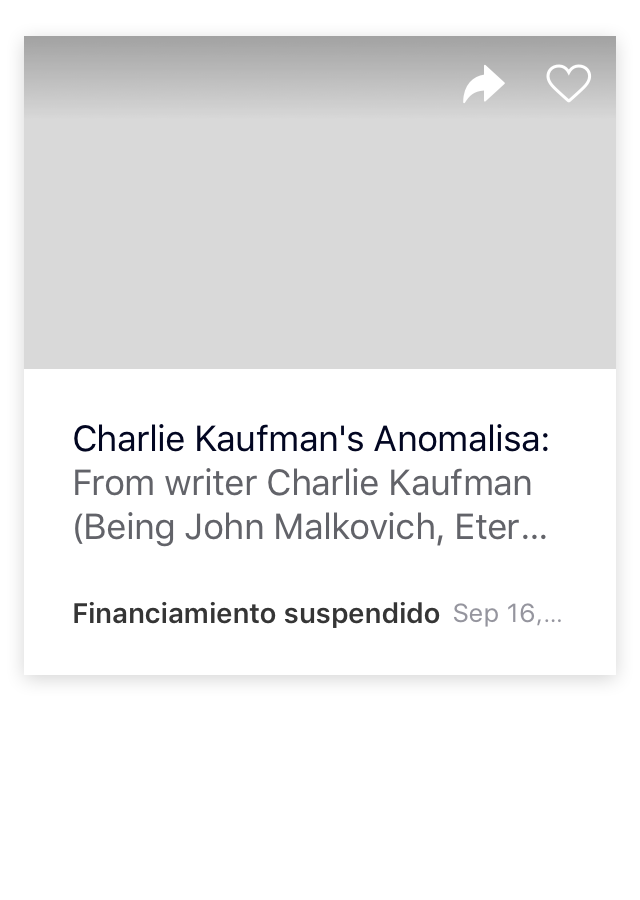 Charlie Kaufman's Anomalisa:
From writer Charlie Kaufman
(Being John Malkovich, Eter...
Financiamiento suspendido Sep 16,...